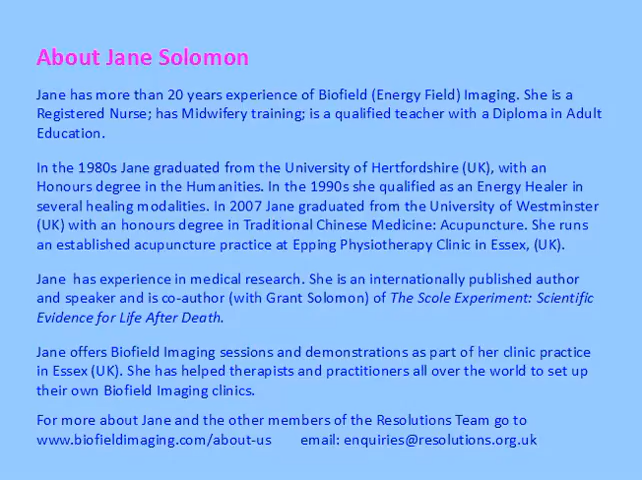 About Jane Solomon
Jane has more than 20 years experience of Biofield (Energy Field) Imaging. She is a
Registered Nurse; has Midwifery training; is a qualified teacher with a Diploma in Adult
Education.
In the 1980s Jane graduated from the University of Hertfordshire (UK), with an
Honours degree in the Humanities. In the 1990s she qualified as an Energy Healer in
several healing modalities. In 2007 Jane graduated from the University of Westminster
(UK) with an honours degree in Traditional Chinese Medicine: Acupuncture. She runs
an established acupuncture practice at Epping Physiotherapy Clinic in Essex, (UK).
Jane has experience in medical research. She is an internationally published author
and speaker and is co-author (with Grant Solomon) of The Scole Experiment: Scientific
Evidence for Life After Death.
Jane offers Biofield Imaging sessions and demonstrations as part of her clinic practice
in Essex (UK). She has helped therapists and practitioners all over the world to set up
their own Biofield Imaging clinics.
For more about Jane and the other members of the Resolutions Team go to
www.biofieldimaging.com/about-us email: enquiries@resolutions.org.uk